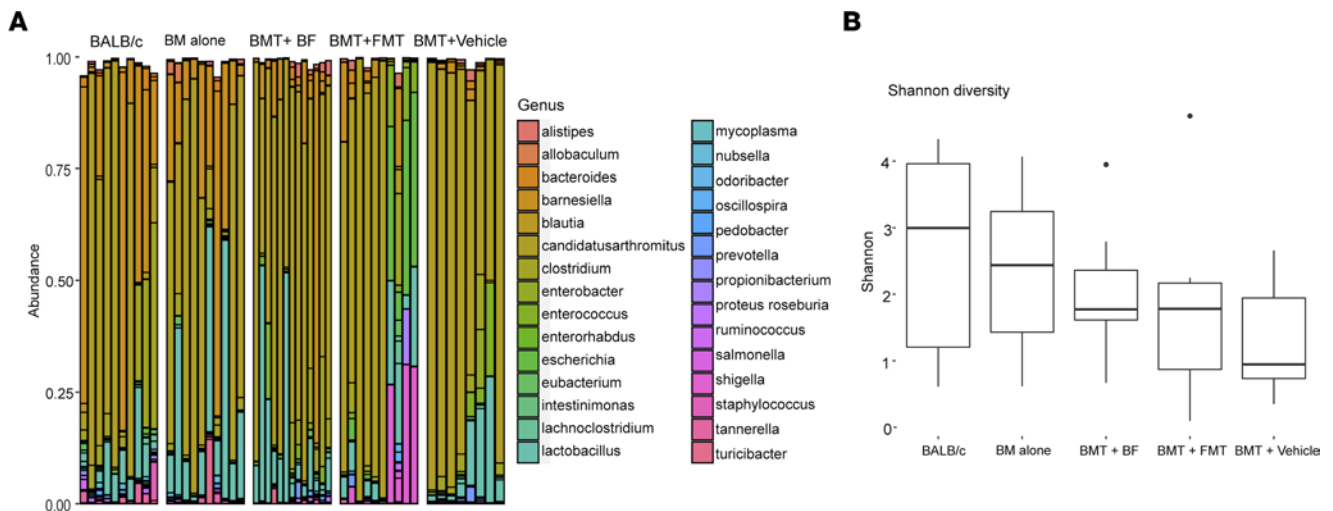 A
BALB/c BM alone BMT+ BF BMT+FMT BMT+Vehicle
1.00
0.75
0.50
0.25
0.00
Abundance
Genus
alistipes
allobaculum
bacteroides
barnesiella
blautia
candidatusarthromitus
clostridium
enterobacter
enterococcus
enterorhabdus
escherichia
eubacterium
intestinimonas
lachnoclostridium
lactobacillus
mycoplasma
nubsella
odoribacter
oscillospira
pedobacter
prevotella
propionibacterium
proteus roseburia
ruminococcus
salmonella
shigella
staphylococcus
tannerella
turicibacter
B
Shannon diversity
Shannon
4
3
2
1
0
BALB/c BM alone BMT + BF BMT + FMT BMT + Vehicle